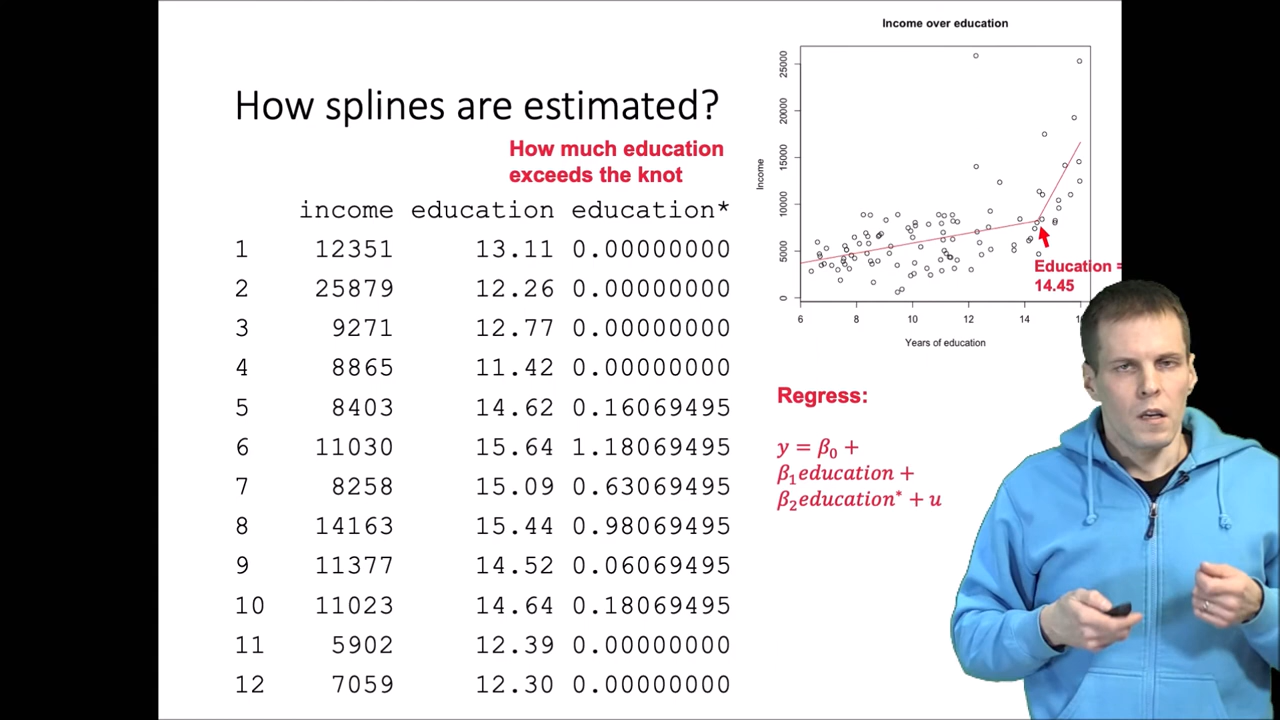 Income over education
How splines are estimated?
How much education
exceeds the knot
income education education*
1 12351 13.11 0.00000000
2 25879 12.26 0.00000000
3 9271 12.77 0.00000000
4 8865 11.42 0.00000000
5 8403 14.62 0.16069495
6 11030 15.64 1.18069495
7 8258 15.09 0.63069495
8 14163 15.44 0.98069495
9 11377 14.52 0.06069495
10 11023 14.64 0.18069495
11 5902 12.39 0.00000000
12 7059 12.30 0.00000000
25000
20000
15000
10000
5000
0
Income
Education =
14.45
6 8 10 12 14
Years of education
Regress:
y = β₀ +
β₁education +
β₂education* + u